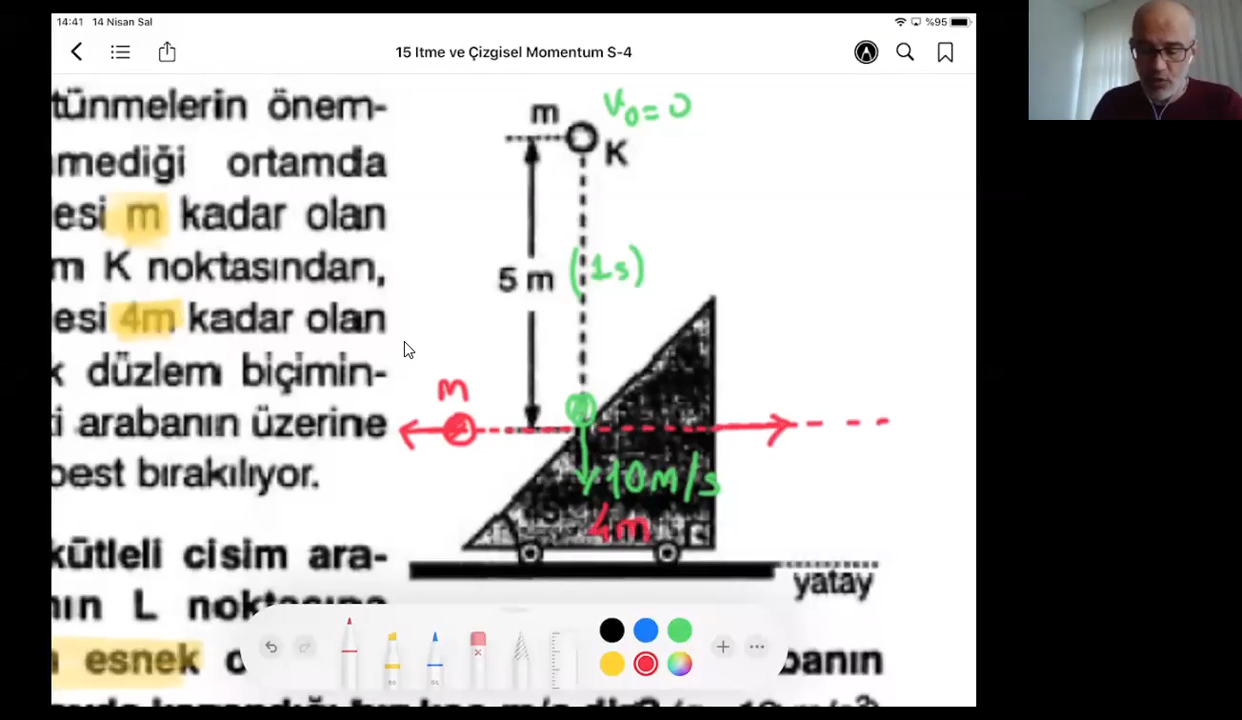 14:41 14 Nisan Sal
%95
15 Itme ve Çizgisel Momentum S-4
tünmelerin önem-
mediği ortamda
esi m kadar olan
m K noktasından,
esi 4m kadar olan
k düzlem biçimin-
i arabanın üzerine
best bırakılıyor.
kütleli cisim ara-
nın L noktasına
esnek
banın
m
V₀=0
K
5 m
(1s)
m
10m/s
4m
yatay